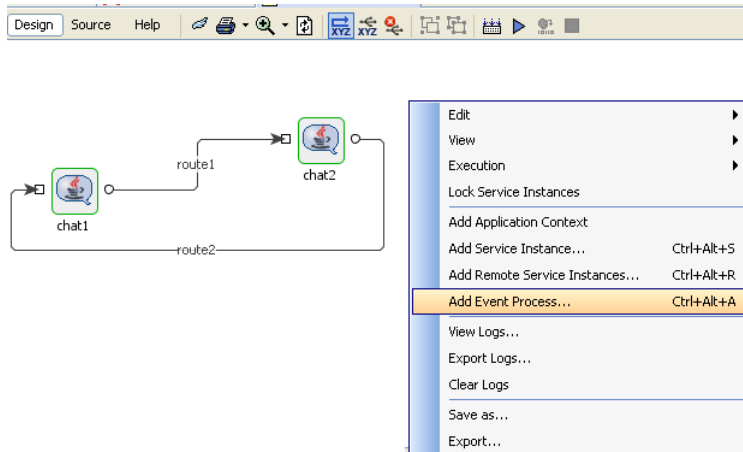 Design Source Help XYZ XYZ
route1
chat2
chat1
route2
Edit
View
Execution
Lock Service Instances
Add Application Context
Add Service Instance... Ctrl+Alt+S
Add Remote Service Instances... Ctrl+Alt+R
Add Event Process... Ctrl+Alt+A
View Logs...
Export Logs...
Clear Logs
Save as...
Export...